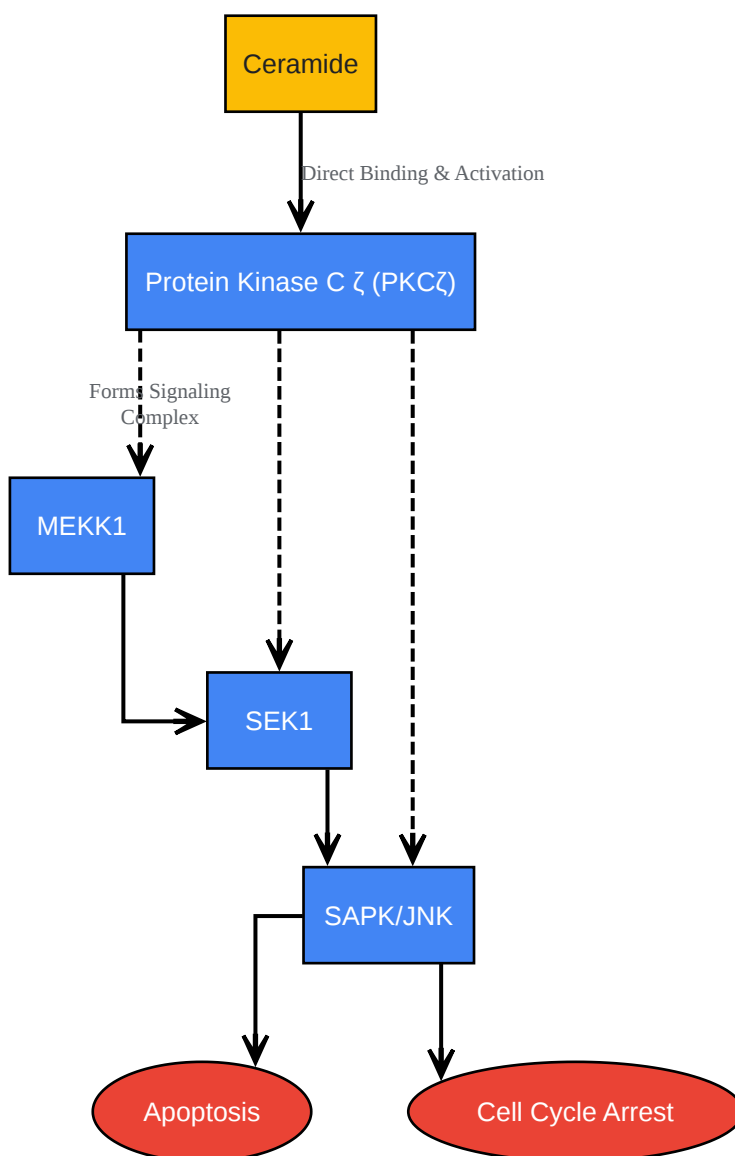 Ceramide
Direct Binding & Activation
Protein Kinase C ζ (PKCζ)
Forms Signaling
Complex
MEKK1
SEK1
SAPK/JNK
Apoptosis
Cell Cycle Arrest